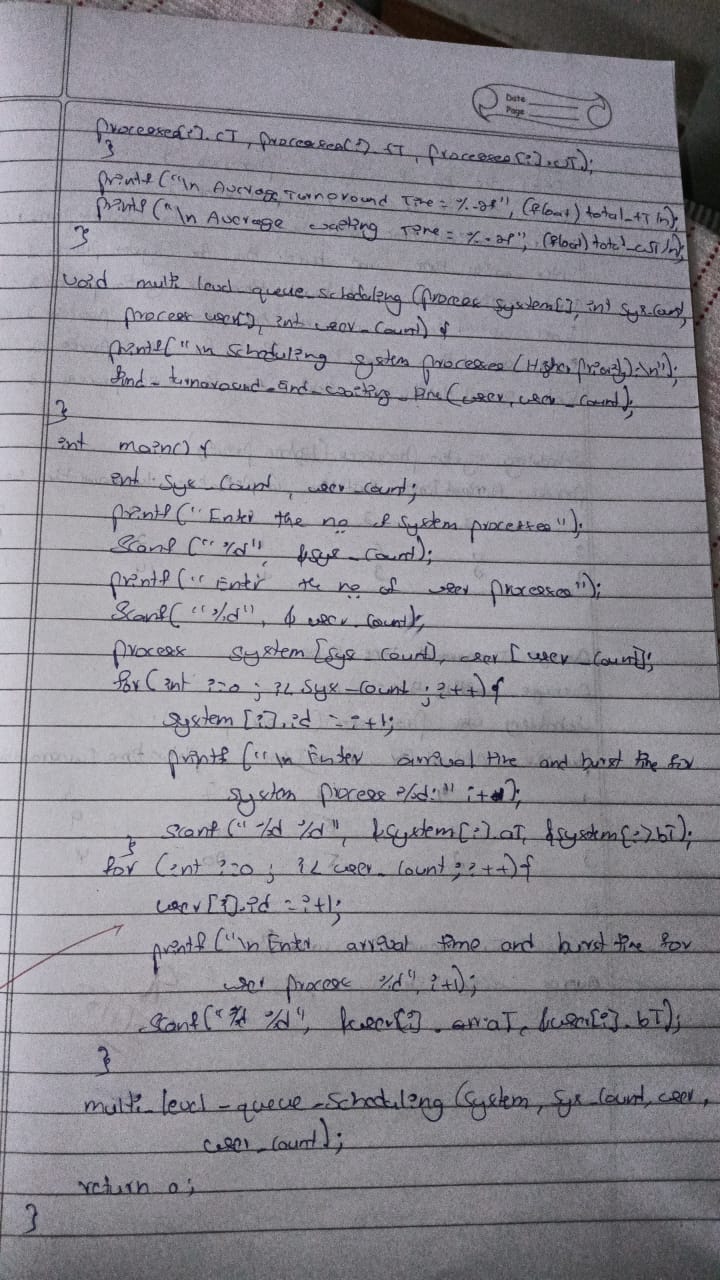 Date
Page
processes[i].cT, processes[i].tT, processes[i].wT);
}
printf("\n Average Turnaround Time = %.2f", (float) total_tT/n);
printf("\n Average waiting Time = %.2f", (float) total_wT/n);
}
void multi level queue scheduling (process system[], int sys_count,
process user[], int user_count) {
printf("\n Scheduling system processes (Higher priority)\n");
find_turnaround_and_waiting_time(user, user_count);
}
int main() {
int sys_count, user_count;
printf("Enter the no of system processes");
scanf("%d", &sys_count);
printf("Enter the no of user processes");
scanf("%d", &user_count);
process system [sys_count], user [user_count];
for (int i=0; i< sys_count; i++) {
system [i].id = i+1;
printf("\n Enter arrival time and burst time for
system process %d:" i+1);
scanf("%d %d", &system[i].aT, &system[i].bT);
}
for (int i=0; i< user_count; i++) {
user[i].id = i+1;
printf("\n Enter arrival time and burst time for
user process %d", i+1);
scanf("%d %d", &user[i].arraT, &user[i].bT);
}
multi_level_queue_scheduling (system, sys_count, user,
user_count);
return 0;
}